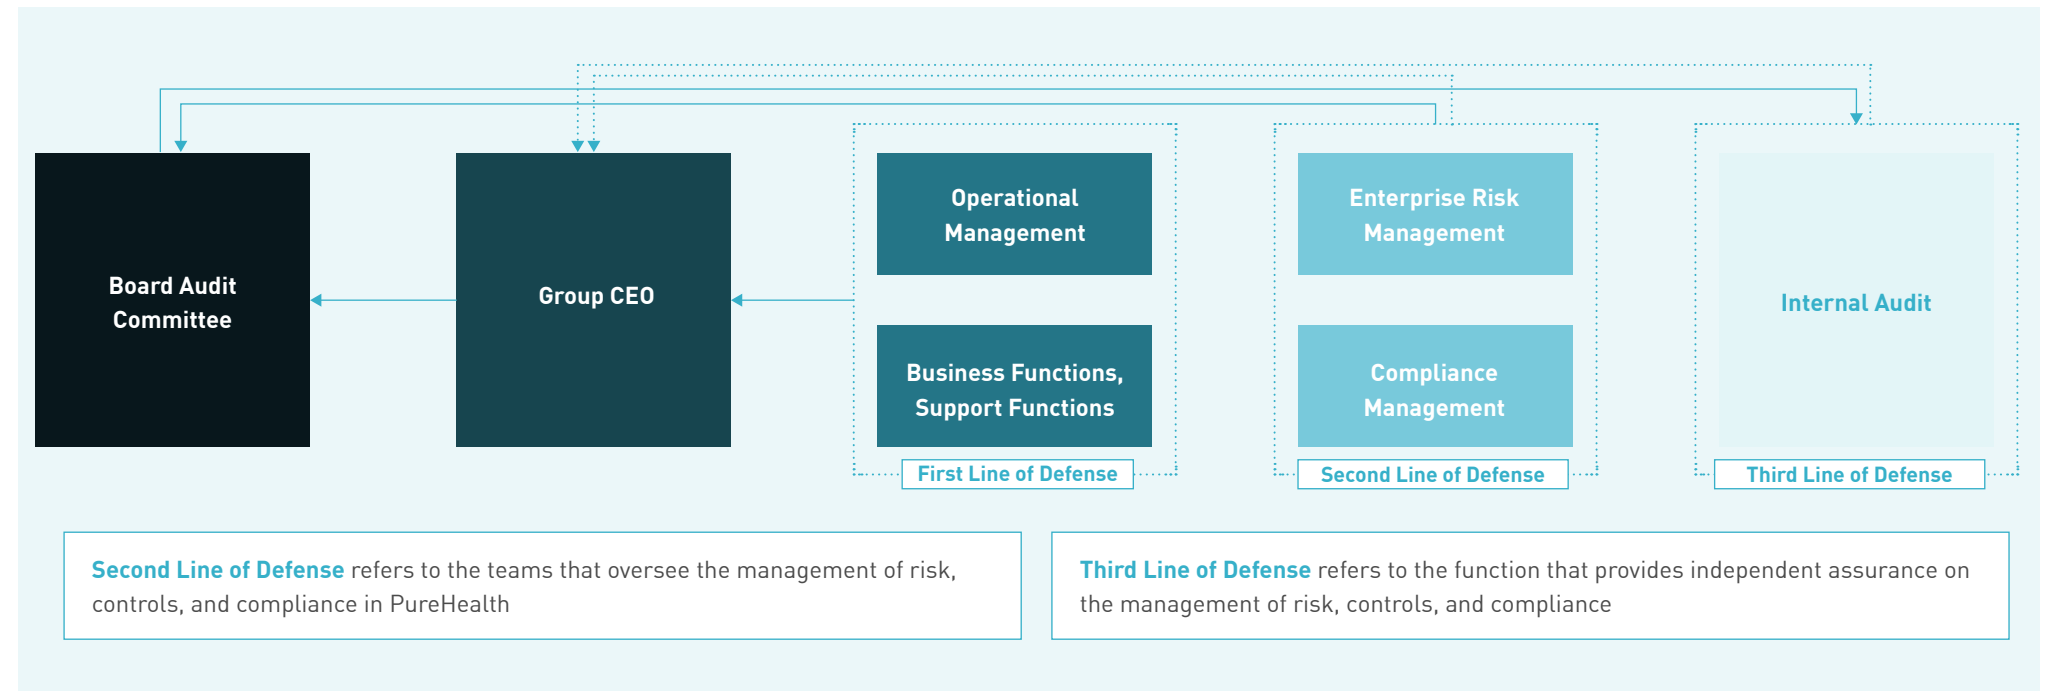 Board Audit
Committee
Group CEO
Operational
Management
Business Functions,
Support Functions
First Line of Defense
Enterprise Risk
Management
Compliance
Management
Second Line of Defense
Internal Audit
Third Line of Defense
Second Line of Defense refers to the teams that oversee the management of risk,
controls, and compliance in PureHealth
Third Line of Defense refers to the function that provides independent assurance on
the management of risk, controls, and compliance